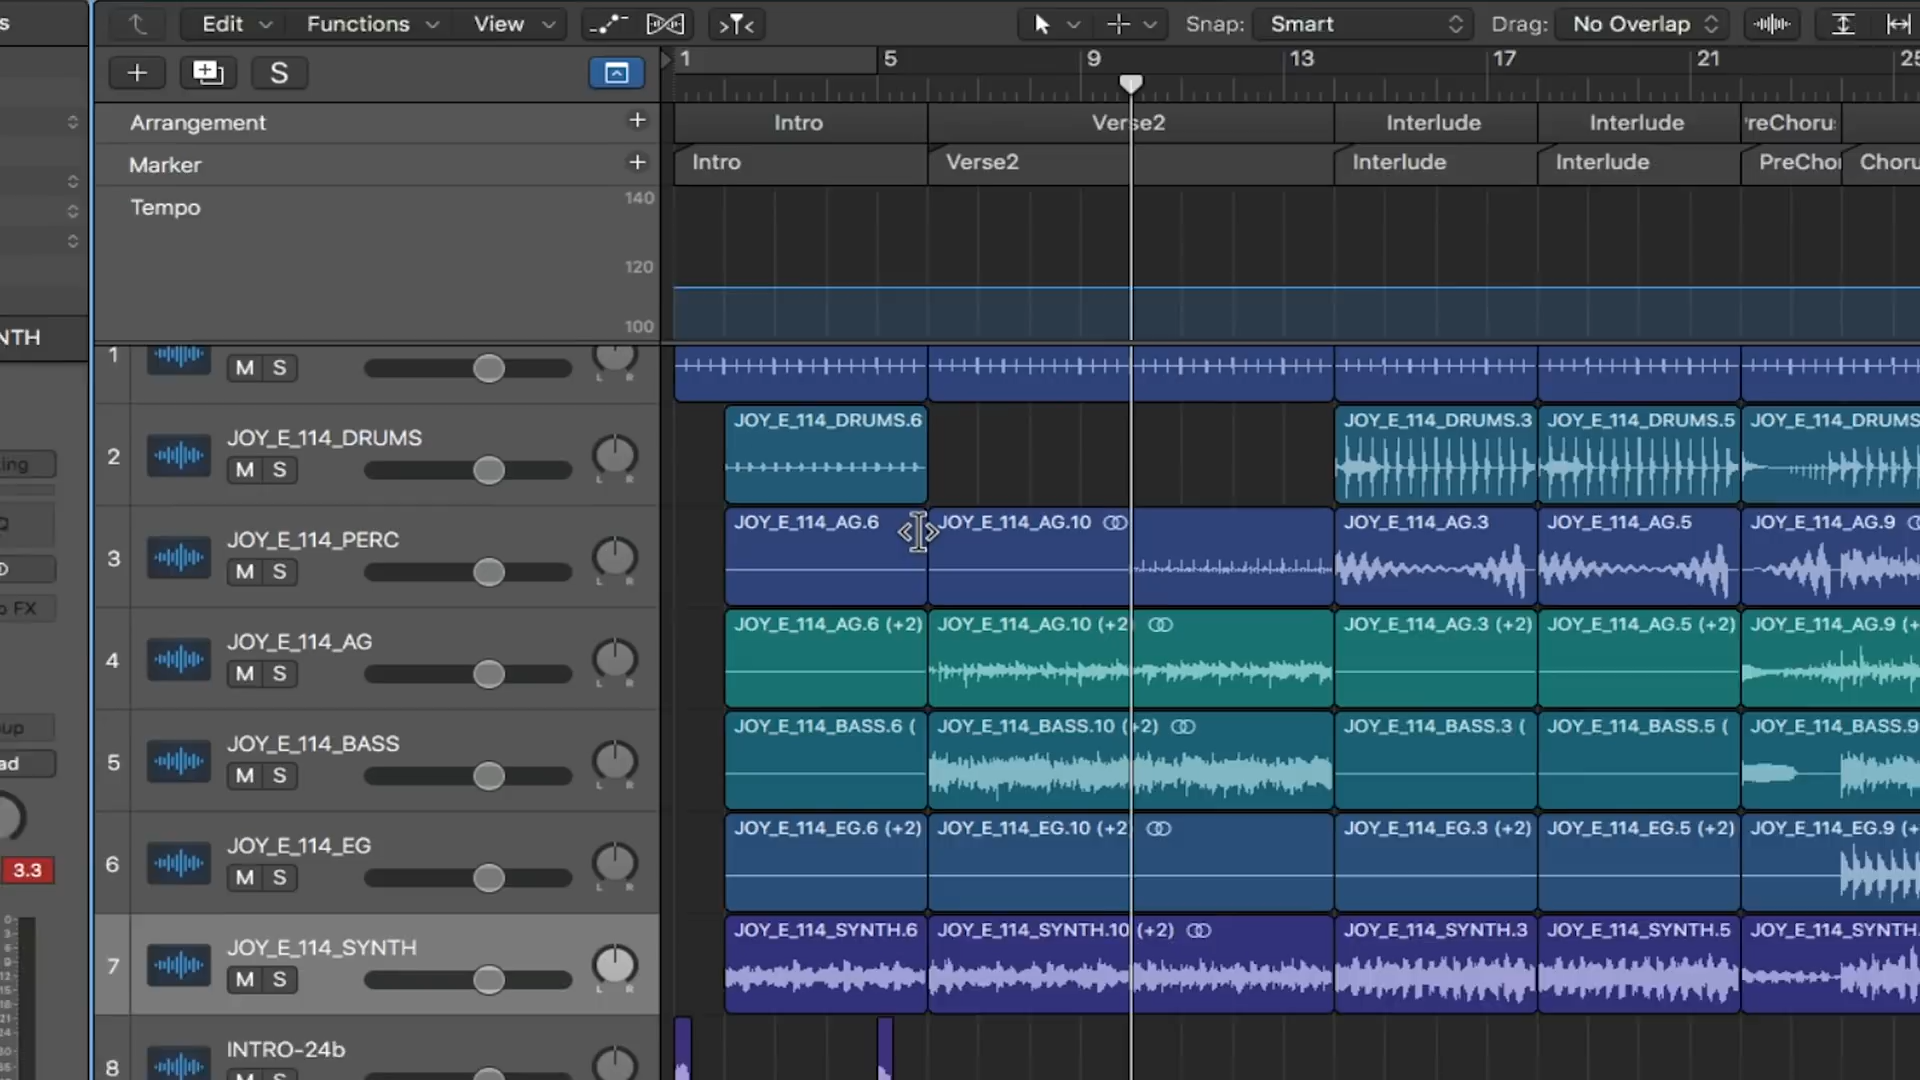 s
Edit Functions View Snap: Smart Drag: No Overlap
S
1 5 9 13 17 21 25
Arrangement + Intro Verse2 Interlude Interlude reChoru
Marker + Intro Verse2 Interlude Interlude PreCho Choru
Tempo 140
120
100
NTH
1 M S L R
2 JOY_E_114_DRUMS M S L R JOY_E_114_DRUMS.6 JOY_E_114_DRUMS.3 JOY_E_114_DRUMS.5 JOY_E_114_DRUMS
3 JOY_E_114_PERC M S L R JOY_E_114_AG.6 JOY_E_114_AG.10 JOY_E_114_AG.3 JOY_E_114_AG.5 JOY_E_114_AG.9
4 JOY_E_114_AG M S L R JOY_E_114_AG.6 (+2) JOY_E_114_AG.10 (+2 JOY_E_114_AG.3 (+2) JOY_E_114_AG.5 (+2) JOY_E_114_AG.9 (+
5 JOY_E_114_BASS M S L R JOY_E_114_BASS.6 ( JOY_E_114_BASS.10 (+2) JOY_E_114_BASS.3 ( JOY_E_114_BASS.5 ( JOY_E_114_BASS.9
6 JOY_E_114_EG M S L R JOY_E_114_EG.6 (+2) JOY_E_114_EG.10 (+2 JOY_E_114_EG.3 (+2) JOY_E_114_EG.5 (+2) JOY_E_114_EG.9 (+
7 JOY_E_114_SYNTH M S L R JOY_E_114_SYNTH.6 JOY_E_114_SYNTH.10 (+2) JOY_E_114_SYNTH.3 JOY_E_114_SYNTH.5 JOY_E_114_SYNTH.
8 INTRO-24b M S L R
ing
o FX
up
ad
3.3